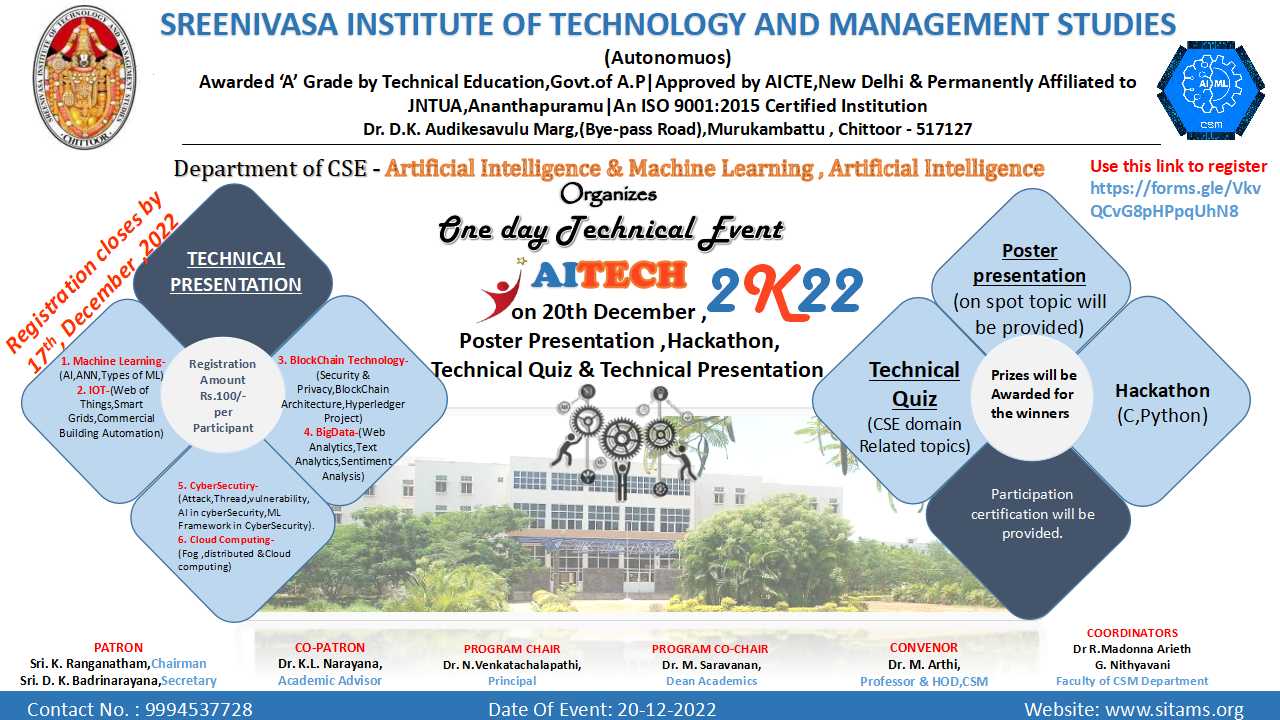 SREENIVASA INSTITUTE OF TECHNOLOGY AND MANAGEMENT STUDIES
(Autonomuos)
Awarded ‘A’ Grade by Technical Education,Govt.of A.P|Approved by AICTE,New Delhi & Permanently Affiliated to
JNTUA,Ananthapuramu|An ISO 9001:2015 Certified Institution
Dr. D.K. Audikesavulu Marg,(Bye-pass Road),Murukambattu , Chittoor - 517127
SREENIVASA INSTITUTE OF TECHNOLOGY AND MANAGEMENT STUDIES
CHITTOOR
AI ML
csm
Department of CSE - Artificial Intelligence & Machine Learning , Artificial Intelligence
Organizes
One day Technical Event
AITECH 2K22
on 20th December ,
Poster Presentation ,Hackathon,
Technical Quiz & Technical Presentation
Use this link to register
https://forms.gle/Vkv
QCvG8pHPpqUhN8
Registration closes by
17th, December ,2022
TECHNICAL
PRESENTATION
1. Machine Learning-
(AI,ANN,Types of ML)
2. IOT-(Web of
Things,Smart
Grids,Commercial
Building Automation)
Registration
Amount
Rs.100/-
per
Participant
3. BlockChain Technology-
(Security &
Privacy,BlockChain
Architecture,Hyperledger
Project)
4. BigData-(Web
Analytics,Text
Analytics,Sentiment
Analysis)
5. CyberSecutiry-
(Attack,Thread,vulnerability,
AI in cyberSecurity,ML
Framework in CyberSecurity).
6. Cloud Computing-
(Fog ,distributed &Cloud
computing)
Poster
presentation
(on spot topic will
be provided)
Technical
Quiz
(CSE domain
Related topics)
Prizes will be
Awarded for
the winners
Hackathon
(C,Python)
Participation
certification will be
provided.
PATRON
Sri. K. Ranganatham,Chairman
Sri. D. K. Badrinarayana,Secretary
CO-PATRON
Dr. K.L. Narayana,
Academic Advisor
PROGRAM CHAIR
Dr. N.Venkatachalapathi,
Principal
PROGRAM CO-CHAIR
Dr. M. Saravanan,
Dean Academics
CONVENOR
Dr. M. Arthi,
Professor & HOD,CSM
COORDINATORS
Dr R.Madonna Arieth
G. Nithyavani
Faculty of CSM Department
Contact No. : 9994537728
Date Of Event: 20-12-2022
Website: www.sitams.org